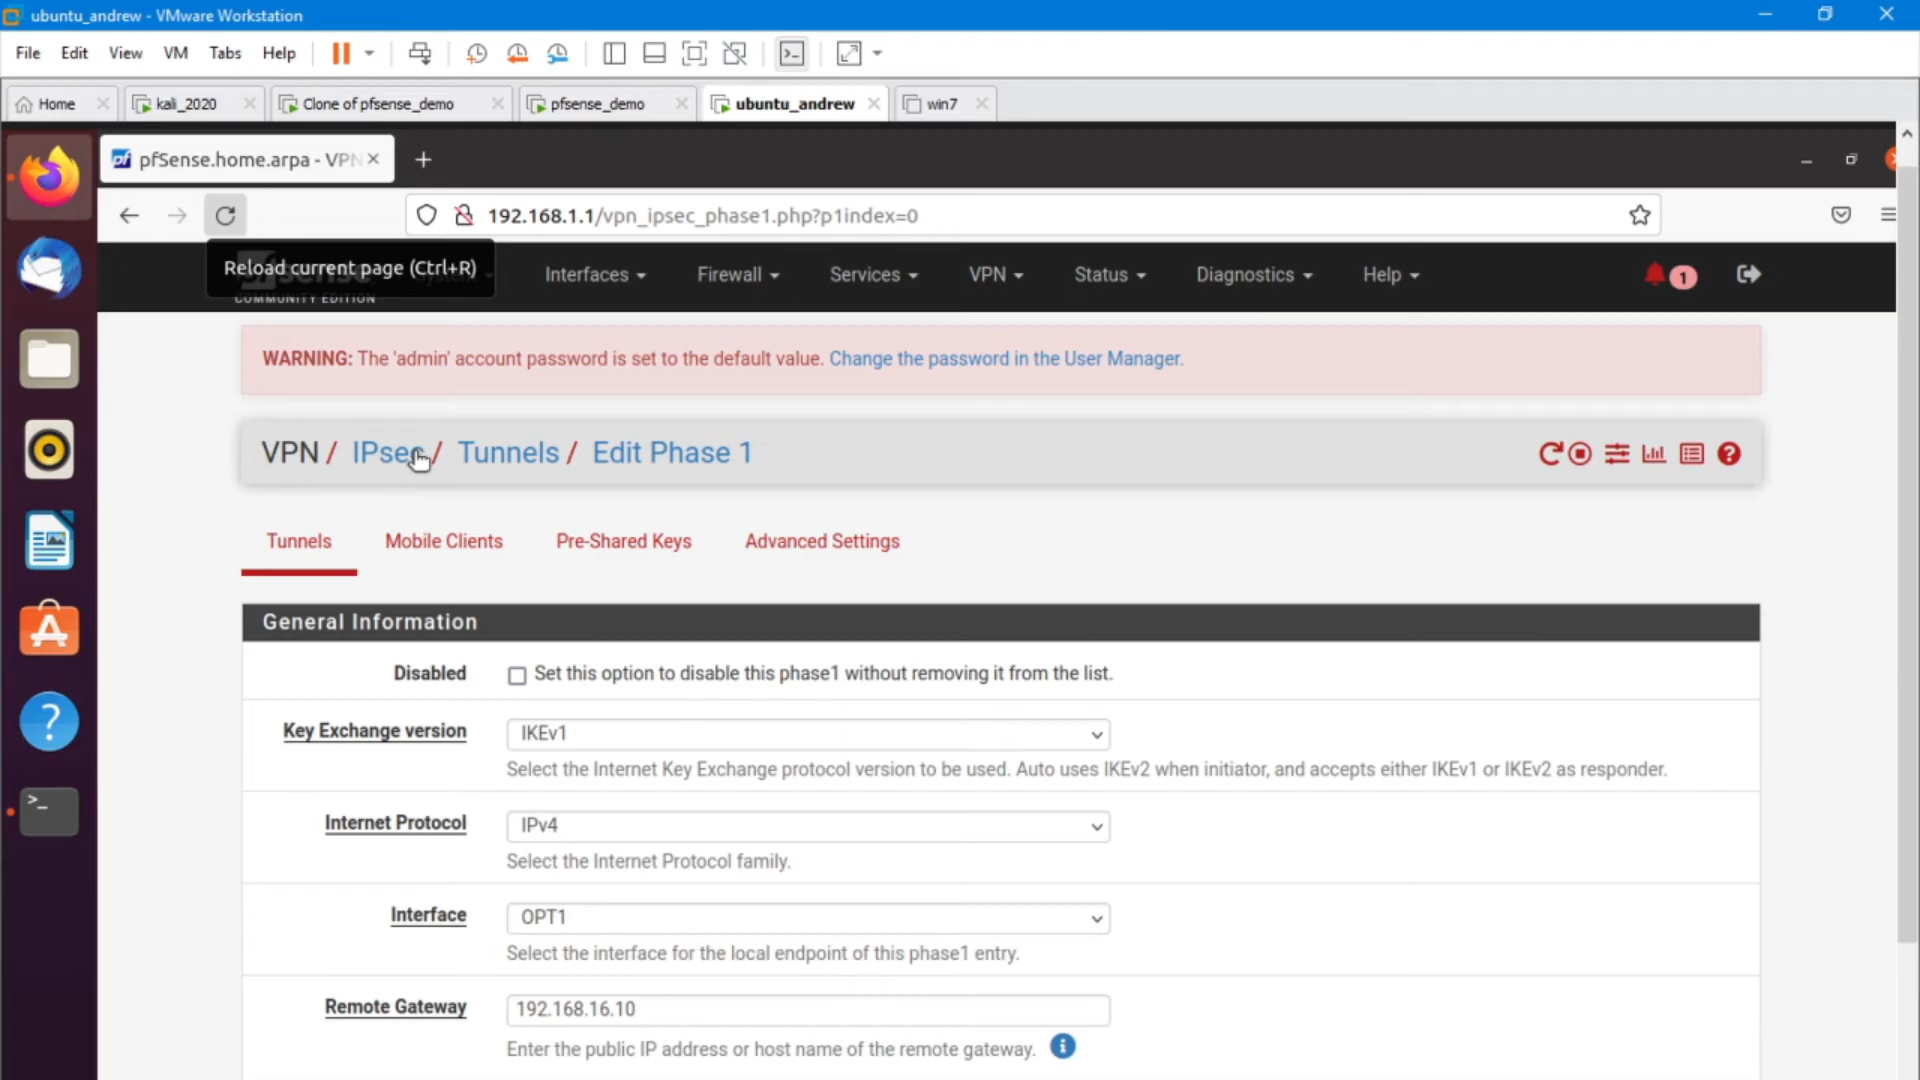 ubuntu_andrew - VMware Workstation
File Edit View VM Tabs Help
Home kali_2020 Clone of pfsense_demo pfsense_demo ubuntu_andrew win7
pfSense.home.arpa - VPN
192.168.1.1/vpn_ipsec_phase1.php?p1index=0
Reload current page (Ctrl+R)
Interfaces Firewall Services VPN Status Diagnostics Help 1
COMMUNITY EDITION
WARNING: The 'admin' account password is set to the default value. Change the password in the User Manager.
VPN / IPsec / Tunnels / Edit Phase 1
Tunnels Mobile Clients Pre-Shared Keys Advanced Settings
General Information
Disabled Set this option to disable this phase1 without removing it from the list.
Key Exchange version IKEv1
Select the Internet Key Exchange protocol version to be used. Auto uses IKEv2 when initiator, and accepts either IKEv1 or IKEv2 as responder.
Internet Protocol IPv4
Select the Internet Protocol family.
Interface OPT1
Select the interface for the local endpoint of this phase1 entry.
Remote Gateway 192.168.16.10
Enter the public IP address or host name of the remote gateway.